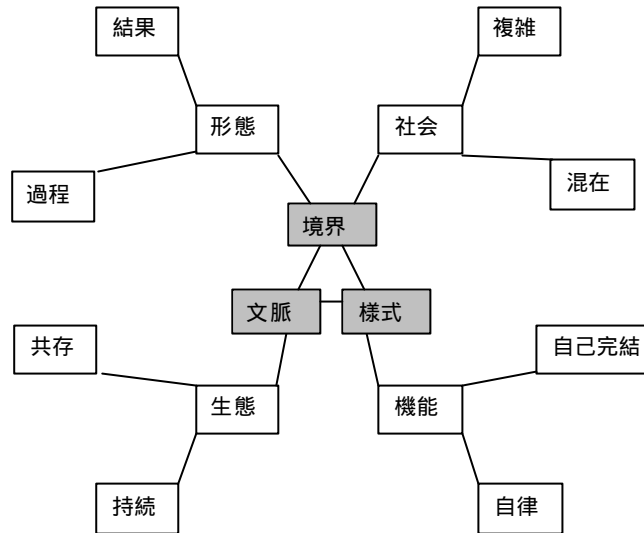 結果
複雑
形態
社会
過程
混在
境界
文脈
様式
共存
自己完結
生態
機能
持続
自律